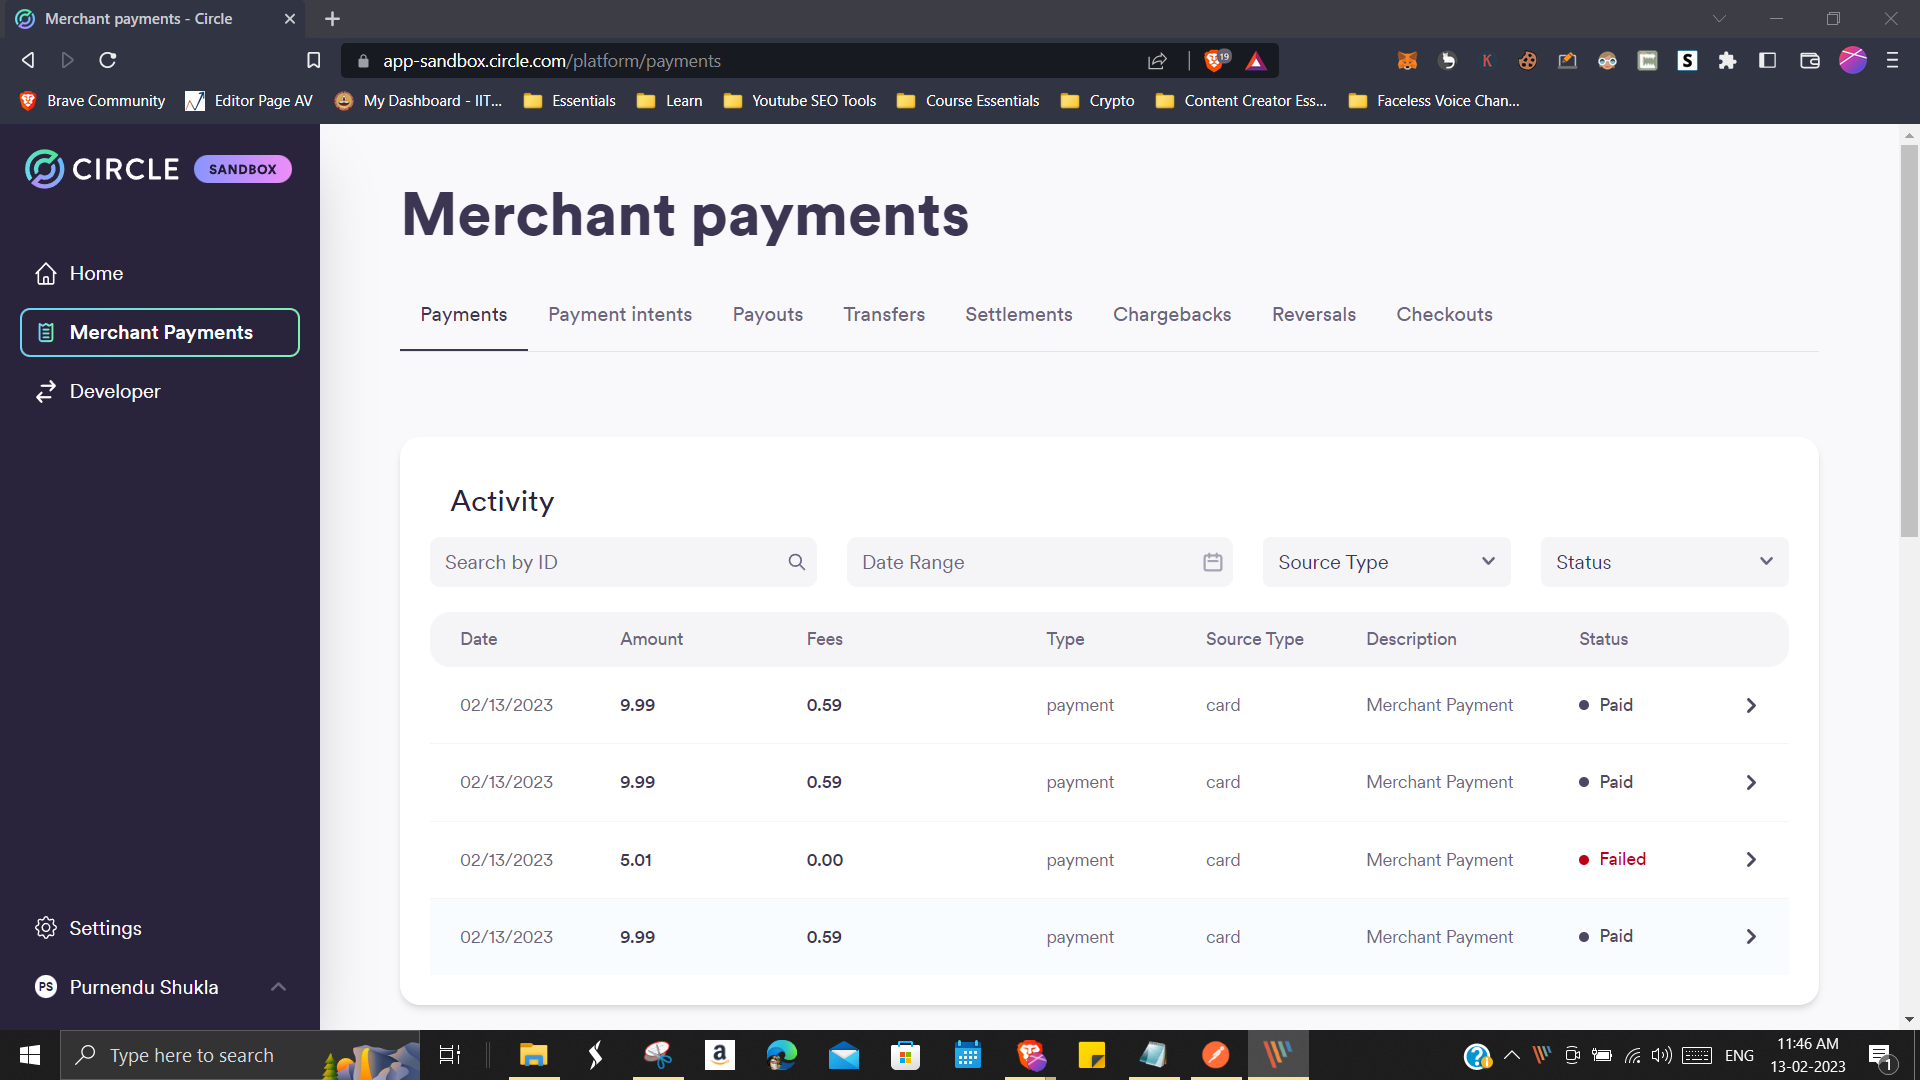 Merchant payments - Circle
app-sandbox.circle.com/platform/payments
19
K
S
Brave Community
Editor Page AV
My Dashboard - IIT...
Essentials
Learn
Youtube SEO Tools
Course Essentials
Crypto
Content Creator Ess...
Faceless Voice Chan...
CIRCLE SANDBOX
Home
Merchant Payments
Developer
Settings
PS Purnendu Shukla
Merchant payments
Payments Payment intents Payouts Transfers Settlements Chargebacks Reversals Checkouts
Activity
Search by ID Date Range Source Type Status
Date Amount Fees Type Source Type Description Status
02/13/2023 9.99 0.59 payment card Merchant Payment Paid
02/13/2023 9.99 0.59 payment card Merchant Payment Paid
02/13/2023 5.01 0.00 payment card Merchant Payment Failed
02/13/2023 9.99 0.59 payment card Merchant Payment Paid
Type here to search
a
ENG
11:46 AM
13-02-2023
1